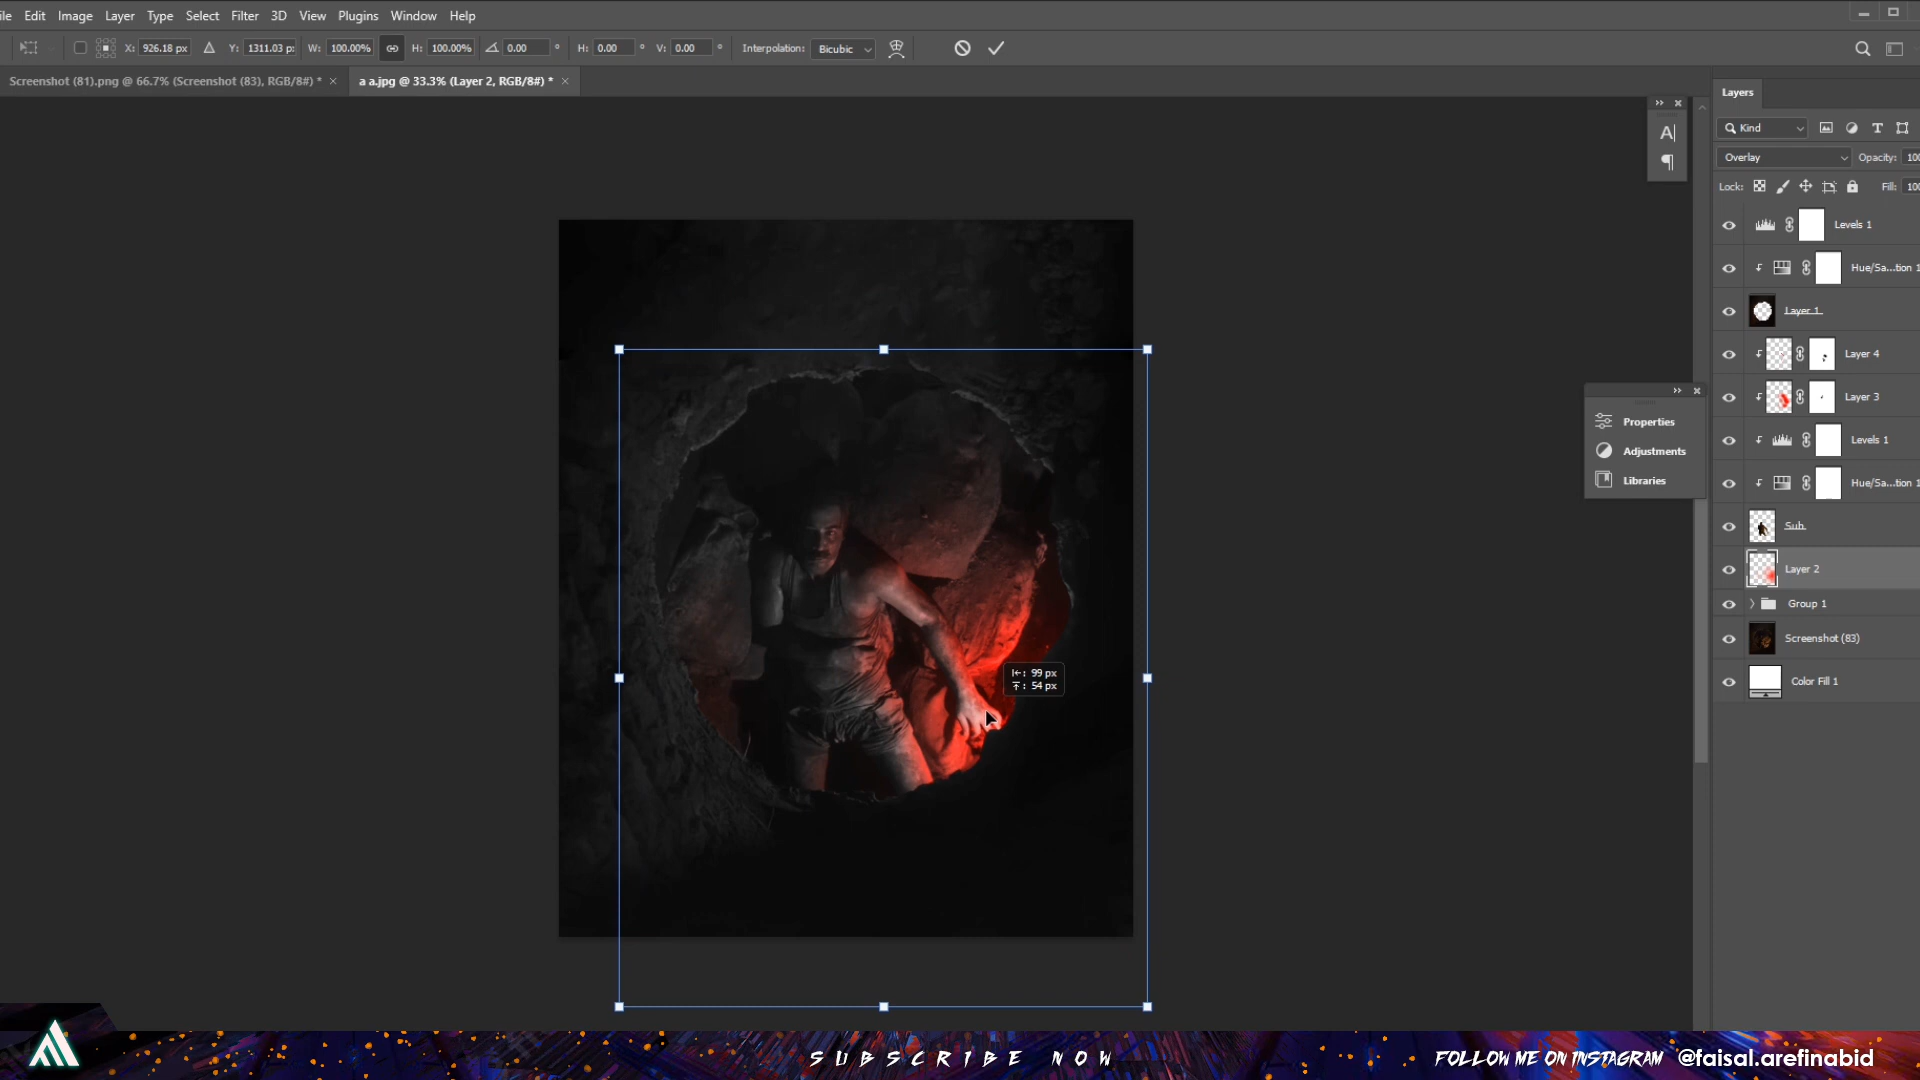 ile Edit Image Layer Type Select Filter 3D View Plugins Window Help
X: 926.18 px Y: 1311.03 p: W: 100.00% H: 100.00% 0.00 ° H: 0.00 ° V: 0.00 ° Interpolation: Bicubic
Screenshot (81).png @ 66.7% (Screenshot (83), RGB/8#) * ×
a a.jpg @ 33.3% (Layer 2, RGB/8#) * ×
Layers
Kind
Overlay Opacity: 100
Lock: Fill: 100
Levels 1
Hue/Sa...tion 1
Layer 1
Layer 4
Layer 3
Levels 1
Hue/Sa...tion 1
Sub
Layer 2
Group 1
Screenshot (83)
Color Fill 1
Properties
Adjustments
Libraries
: 99 px
: 54 px
SUBSCRIBE NOW
FOLLOW ME ON INSTAGRAM @faisal.arefinabid